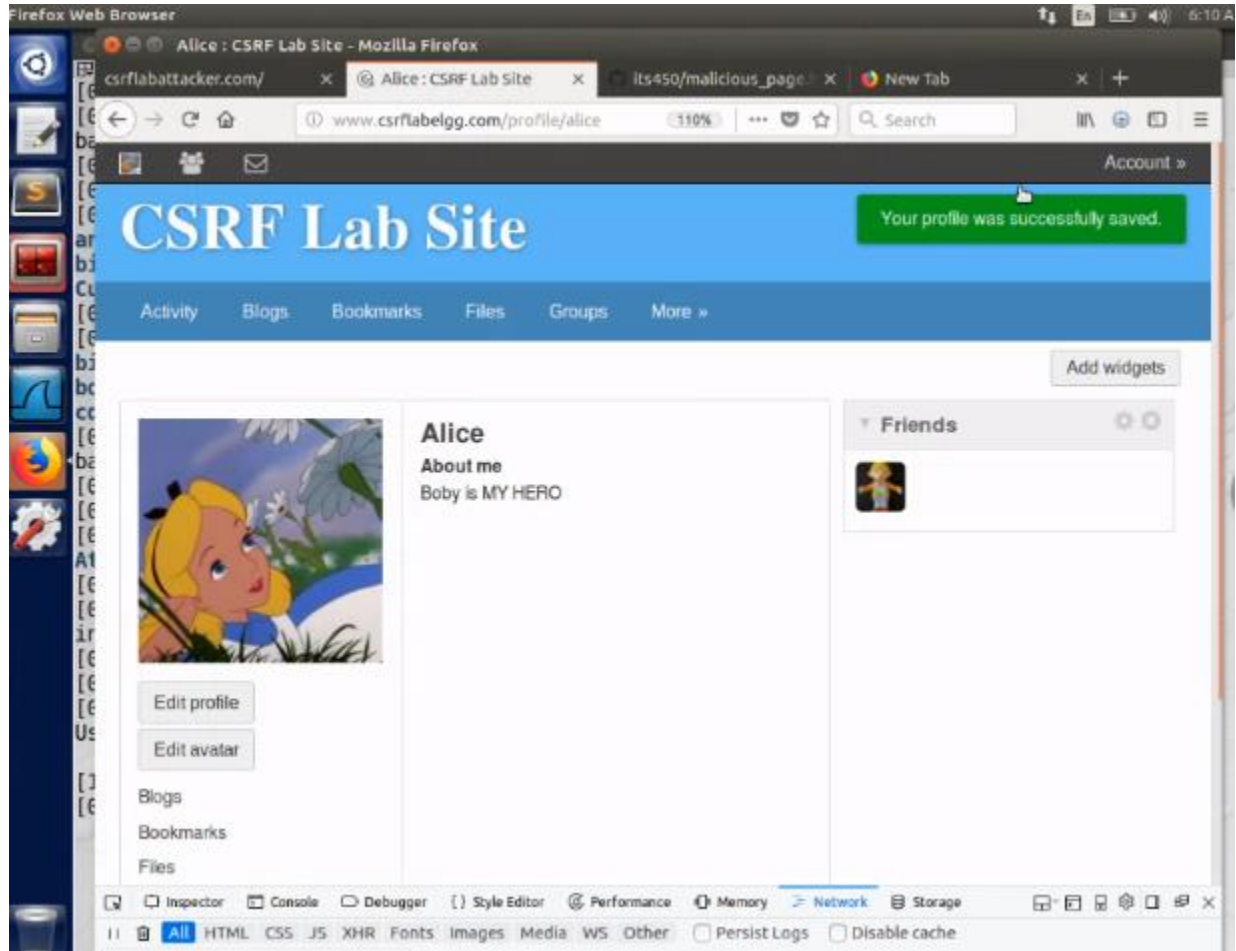 Firefox Web Browser
En
6:10 A
Alice : CSRF Lab Site - Mozilla Firefox
csrflabattacker.com/
Alice : CSRF Lab Site
its450/malicious_page.
New Tab
www.csrflabelgg.com/profile/alice
110%
Search
Account »
CSRF Lab Site
Your profile was successfully saved.
Activity Blogs Bookmarks Files Groups More »
Add widgets
Alice
About me
Boby is MY HERO
Friends
Edit profile
Edit avatar
Blogs
Bookmarks
Files
Inspector Console Debugger {} Style Editor Performance Memory Network Storage
All HTML CSS JS XHR Fonts Images Media WS Other Persist Logs Disable cache